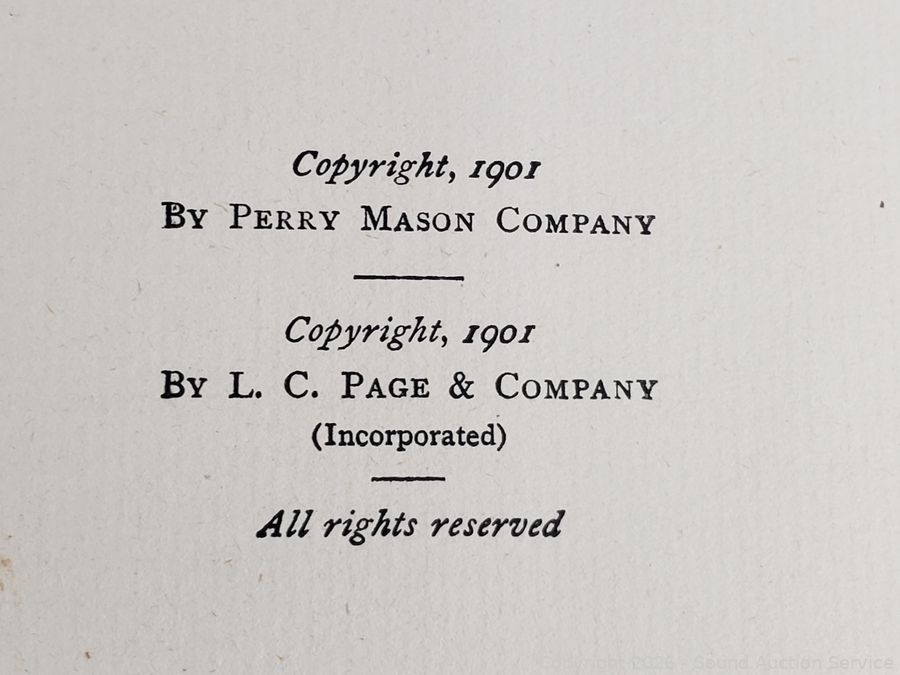 Copyright, 1901
By Perry Mason Company
Copyright, 1901
By L. C. Page & Company
(Incorporated)
All rights reserved
Copyright 2026 - Sound Auction Service